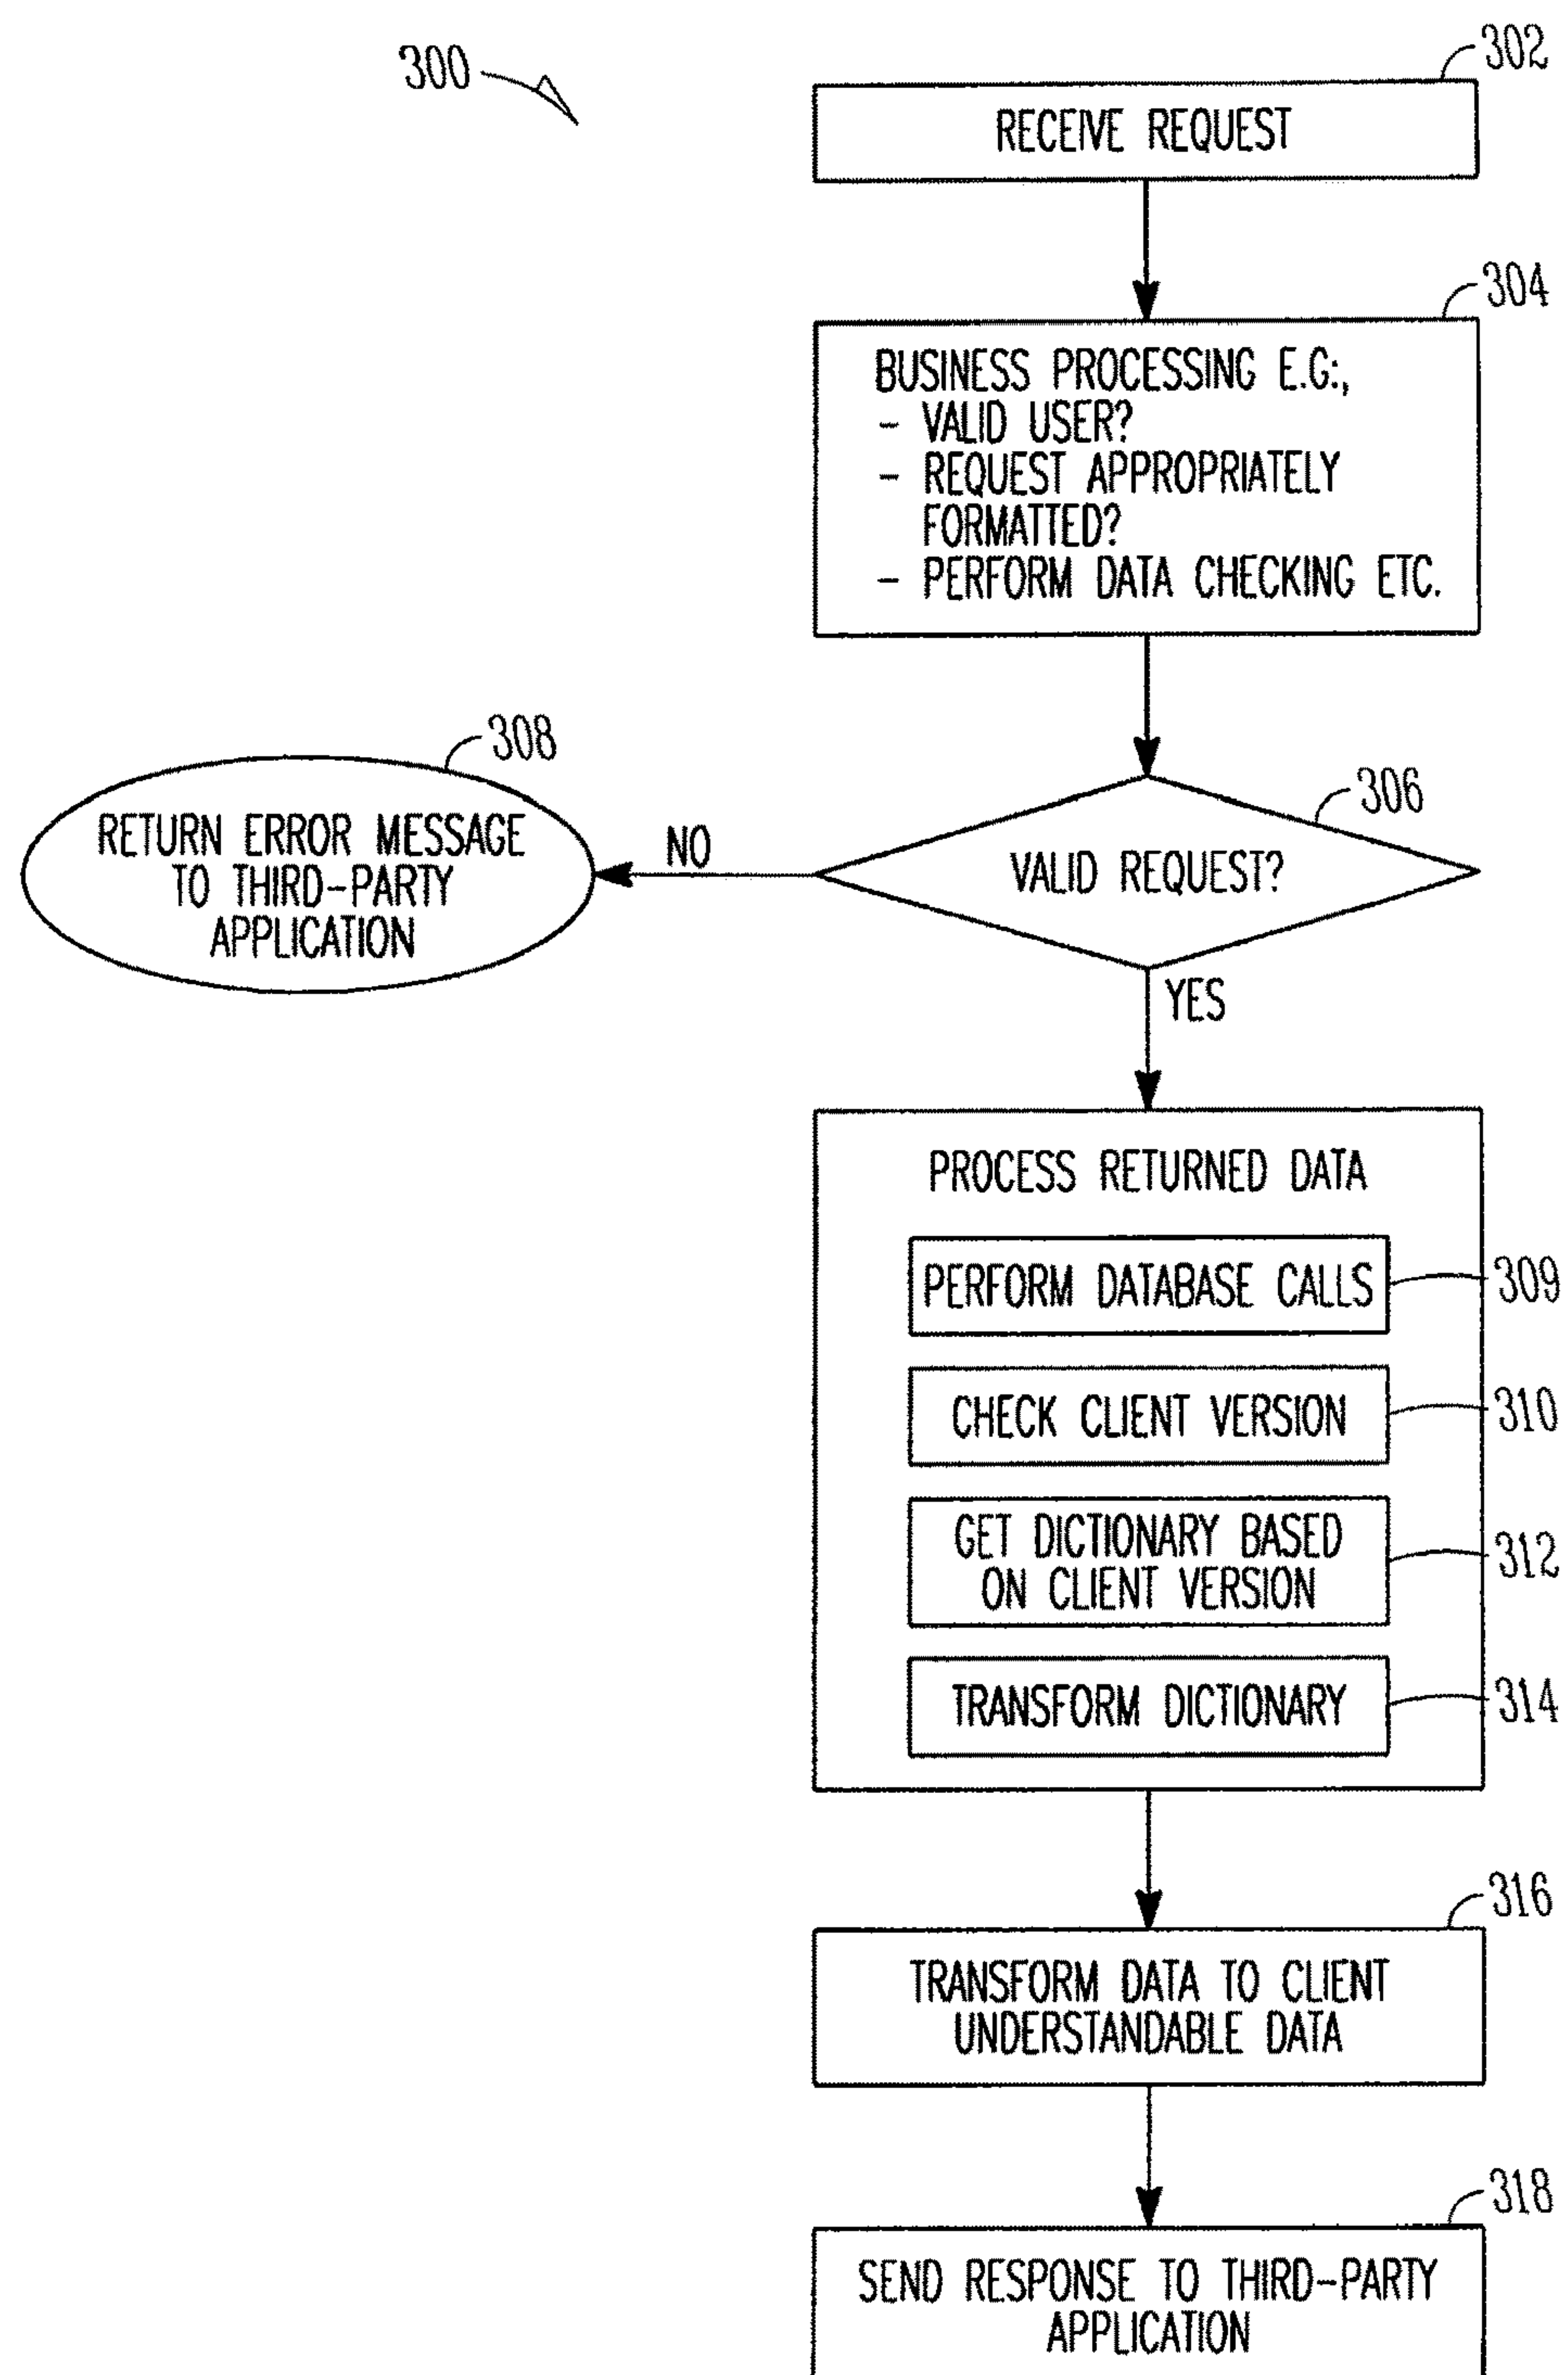 300
302
RECEIVE REQUEST
304
BUSINESS PROCESSING E.G:,
- VALID USER?
- REQUEST APPROPRIATELY
FORMATTED?
- PERFORM DATA CHECKING ETC.
308
RETURN ERROR MESSAGE
TO THIRD-PARTY
APPLICATION
NO
306
VALID REQUEST?
YES
PROCESS RETURNED DATA
PERFORM DATABASE CALLS
309
CHECK CLIENT VERSION
310
GET DICTIONARY BASED
ON CLIENT VERSION
312
TRANSFORM DICTIONARY
314
316
TRANSFORM DATA TO CLIENT
UNDERSTANDABLE DATA
318
SEND RESPONSE TO THIRD-PARTY
APPLICATION